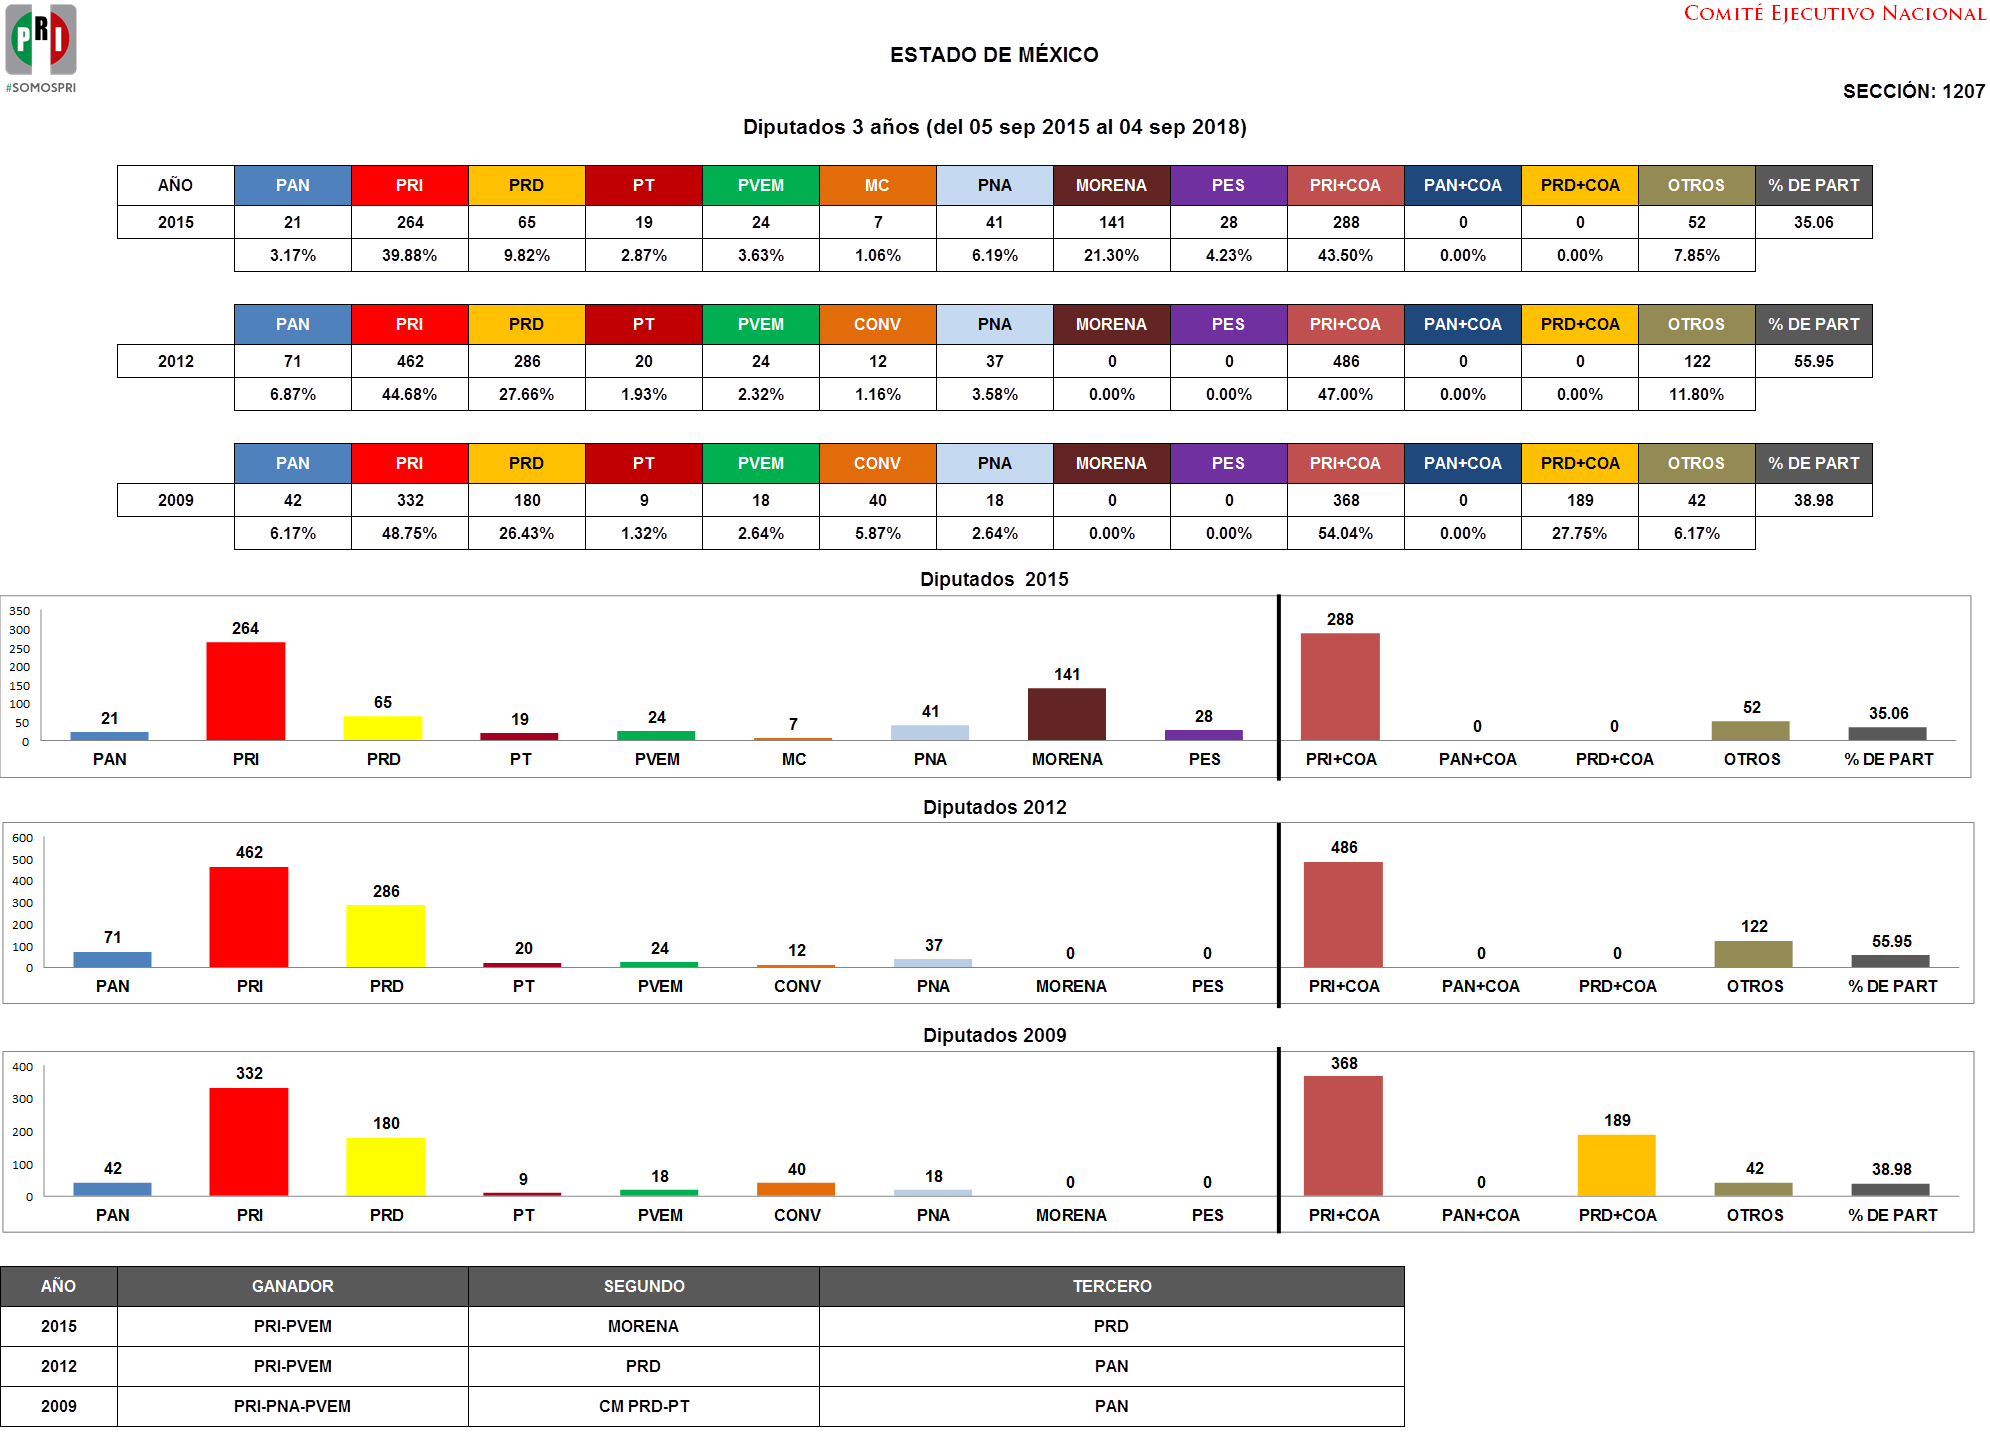 PRI
#SOMOSPRI
COMITÉ EJECUTIVO NACIONAL
ESTADO DE MÉXICO
SECCIÓN: 1207
Diputados 3 años (del 05 sep 2015 al 04 sep 2018)
AÑO PAN PRI PRD PT PVEM MC PNA MORENA PES PRI+COA PAN+COA PRD+COA OTROS % DE PART
2015 21 264 65 19 24 7 41 141 28 288 0 0 52 35.06
3.17% 39.88% 9.82% 2.87% 3.63% 1.06% 6.19% 21.30% 4.23% 43.50% 0.00% 0.00% 7.85%
PAN PRI PRD PT PVEM CONV PNA MORENA PES PRI+COA PAN+COA PRD+COA OTROS % DE PART
2012 71 462 286 20 24 12 37 0 0 486 0 0 122 55.95
6.87% 44.68% 27.66% 1.93% 2.32% 1.16% 3.58% 0.00% 0.00% 47.00% 0.00% 0.00% 11.80%
PAN PRI PRD PT PVEM CONV PNA MORENA PES PRI+COA PAN+COA PRD+COA OTROS % DE PART
2009 42 332 180 9 18 40 18 0 0 368 0 189 42 38.98
6.17% 48.75% 26.43% 1.32% 2.64% 5.87% 2.64% 0.00% 0.00% 54.04% 0.00% 27.75% 6.17%
Diputados 2015
350
300
250
200
150
100
50
0
21 264 65 19 24 7 41 141 28 288 0 0 52 35.06
PAN PRI PRD PT PVEM MC PNA MORENA PES PRI+COA PAN+COA PRD+COA OTROS % DE PART
Diputados 2012
600
500
400
300
200
100
0
71 462 286 20 24 12 37 0 0 486 0 0 122 55.95
PAN PRI PRD PT PVEM CONV PNA MORENA PES PRI+COA PAN+COA PRD+COA OTROS % DE PART
Diputados 2009
400
300
200
100
0
42 332 180 9 18 40 18 0 0 368 0 189 42 38.98
PAN PRI PRD PT PVEM CONV PNA MORENA PES PRI+COA PAN+COA PRD+COA OTROS % DE PART
AÑO GANADOR SEGUNDO TERCERO
2015 PRI-PVEM MORENA PRD
2012 PRI-PVEM PRD PAN
2009 PRI-PNA-PVEM CM PRD-PT PAN